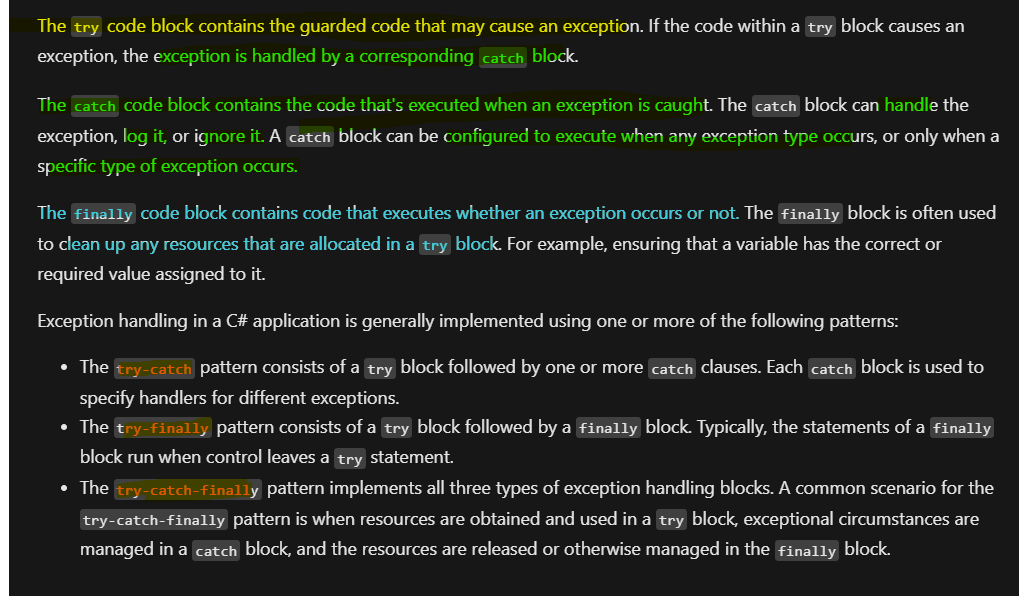 The try code block contains the guarded code that may cause an exception. If the code within a try block causes an
exception, the exception is handled by a corresponding catch block.
The catch code block contains the code that's executed when an exception is caught. The catch block can handle the
exception, log it, or ignore it. A catch block can be configured to execute when any exception type occurs, or only when a
specific type of exception occurs.
The finally code block contains code that executes whether an exception occurs or not. The finally block is often used
to clean up any resources that are allocated in a try block. For example, ensuring that a variable has the correct or
required value assigned to it.
Exception handling in a C# application is generally implemented using one or more of the following patterns:
• The try-catch pattern consists of a try block followed by one or more catch clauses. Each catch block is used to
specify handlers for different exceptions.
• The try-finally pattern consists of a try block followed by a finally block. Typically, the statements of a finally
block run when control leaves a try statement.
• The try-catch-finally pattern implements all three types of exception handling blocks. A common scenario for the
try-catch-finally pattern is when resources are obtained and used in a try block, exceptional circumstances are
managed in a catch block, and the resources are released or otherwise managed in the finally block.